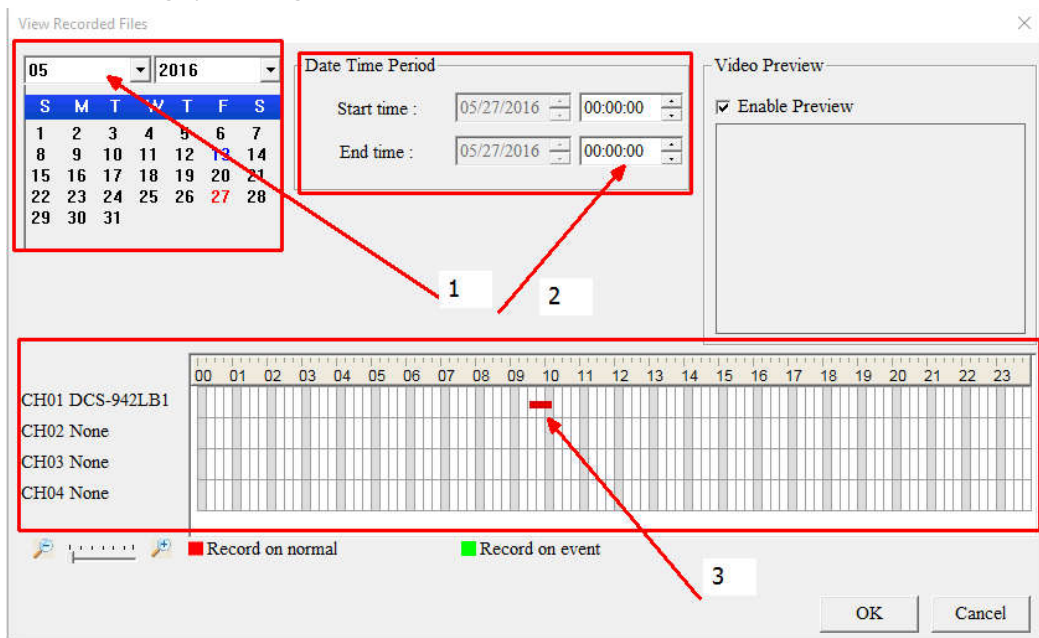 View Recorded Files
05 2016
S M T W T F S
1 2 3 4 5 6 7
8 9 10 11 12 13 14
15 16 17 18 19 20 21
22 23 24 25 26 27 28
29 30 31
Date Time Period
Start time : 05/27/2016 00:00:00
End time : 05/27/2016 00:00:00
Video Preview
Enable Preview
1
2
00 01 02 03 04 05 06 07 08 09 10 11 12 13 14 15 16 17 18 19 20 21 22 23
CH01 DCS-942LB1
CH02 None
CH03 None
CH04 None
Record on normal Record on event
3
OK Cancel